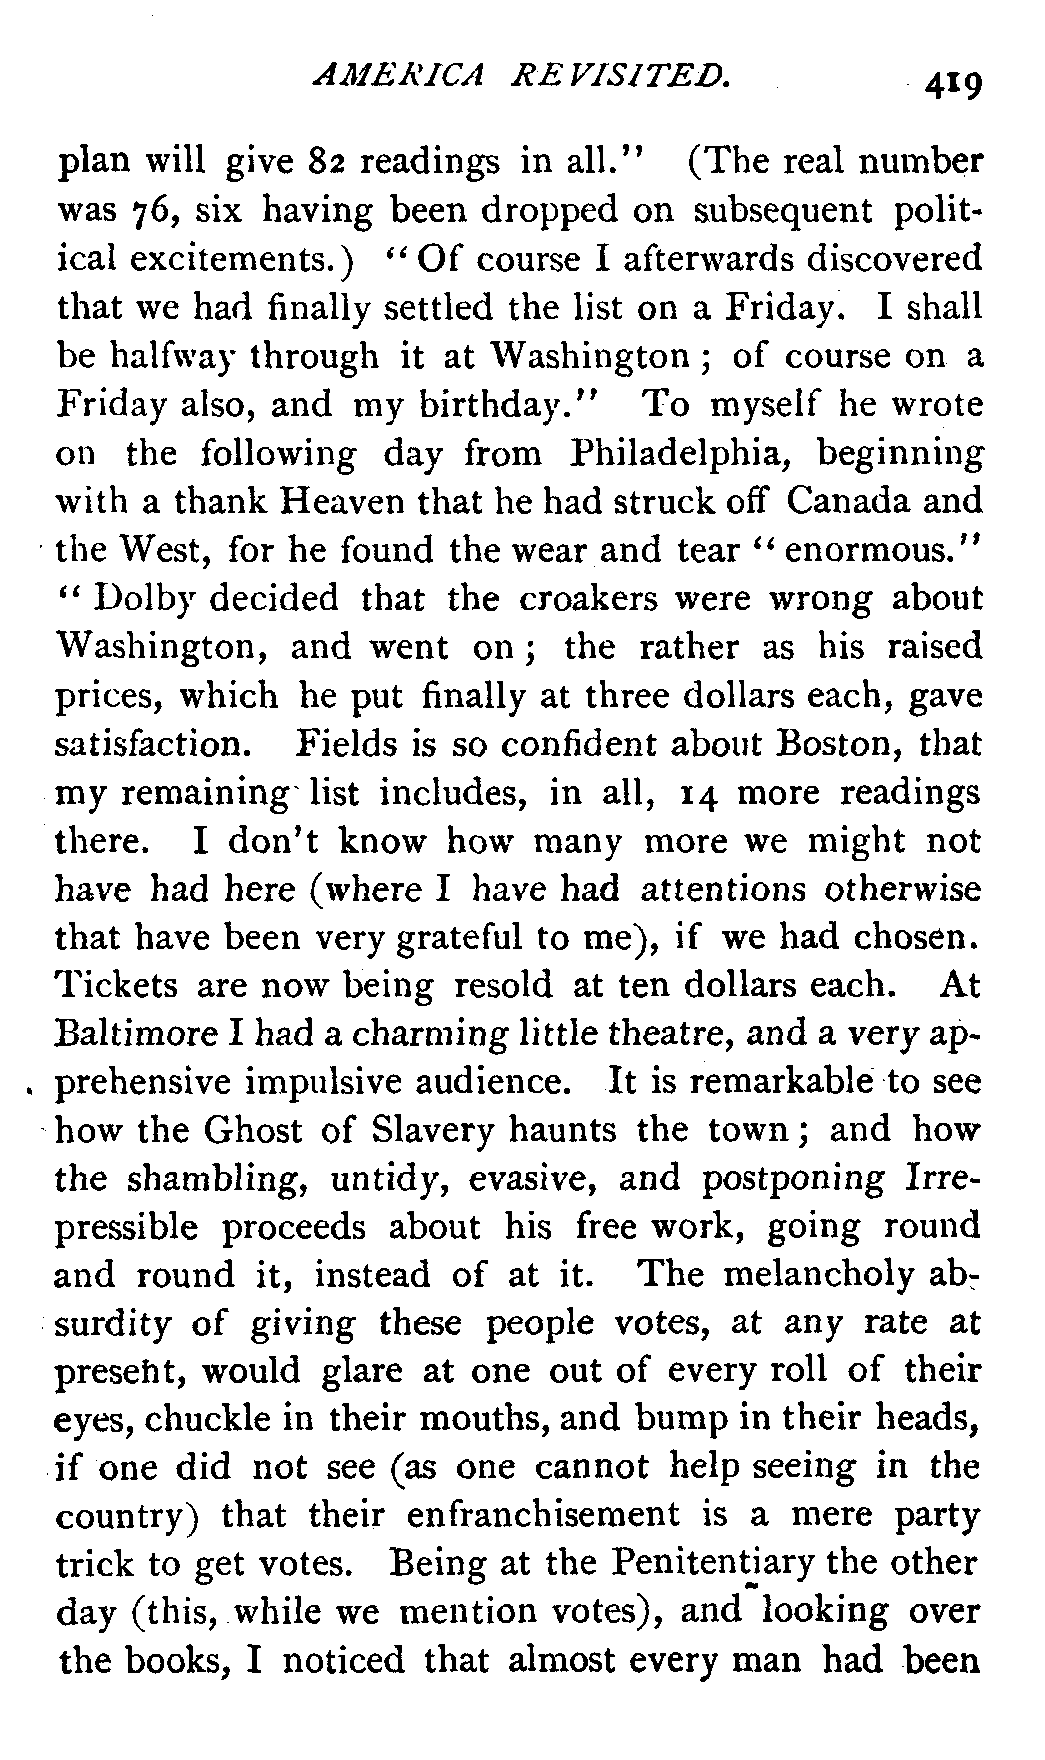 AMERICA REVISITED. 419
plan will give 82 readings in all." (The real number
was 76, six having been dropped on subsequent polit-
ical excitements.) "Of course I afterwards discovered
that we had finally settled the list on a Friday. I shall
be halfway through it at Washington; of course on a
Friday also, and my birthday." To myself he wrote
on the following day from Philadelphia, beginning
with a thank Heaven that he had struck off Canada and
the West, for he found the wear and tear "enormous."
"Dolby decided that the croakers were wrong about
Washington, and went on; the rather as his raised
prices, which he put finally at three dollars each, gave
satisfaction. Fields is so confident about Boston, that
my remaining list includes, in all, 14 more readings
there. I don't know how many more we might not
have had here (where I have had attentions otherwise
that have been very grateful to me), if we had chosen.
Tickets are now being resold at ten dollars each. At
Baltimore I had a charming little theatre, and a very ap-
prehensive impulsive audience. It is remarkable to see
how the Ghost of Slavery haunts the town; and how
the shambling, untidy, evasive, and postponing Irre-
pressible proceeds about his free work, going round
and round it, instead of at it. The melancholy ab-
surdity of giving these people votes, at any rate at
present, would glare at one out of every roll of their
eyes, chuckle in their mouths, and bump in their heads,
if one did not see (as one cannot help seeing in the
country) that their enfranchisement is a mere party
trick to get votes. Being at the Penitentiary the other
day (this, while we mention votes), and looking over
the books, I noticed that almost every man had been